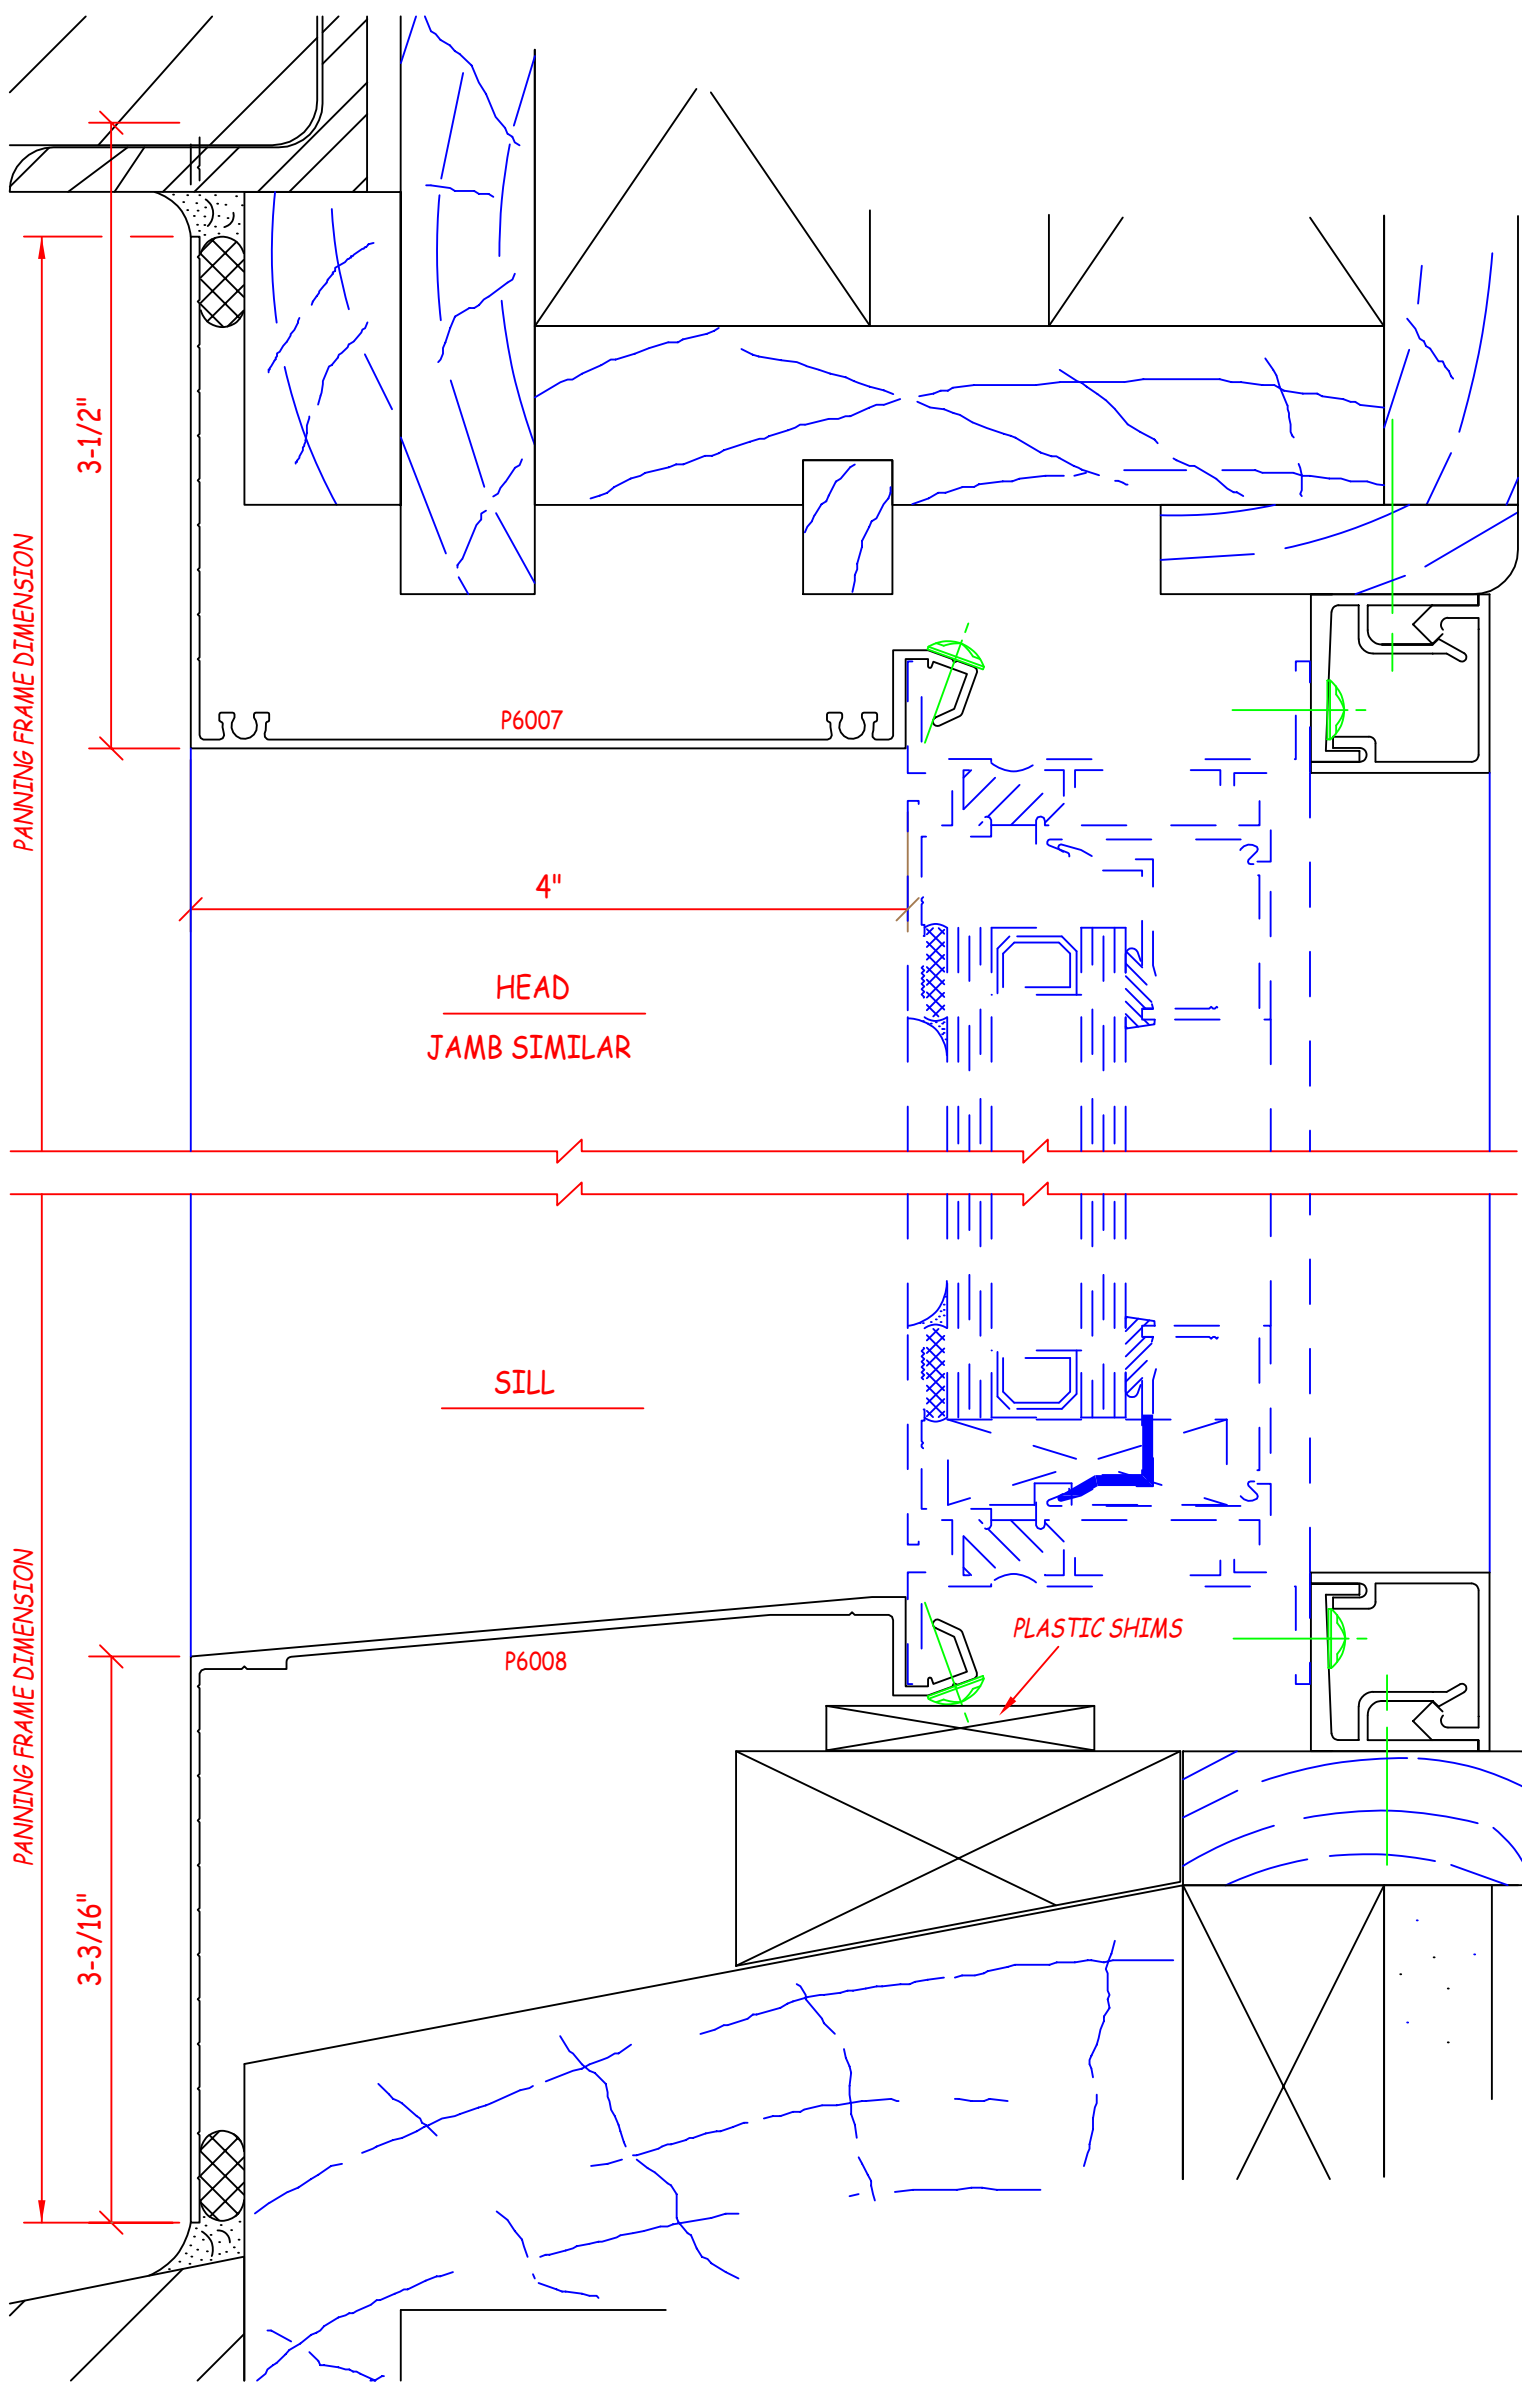 3-1/2"
PANNING FRAME DIMENSION
P6007
4"
HEAD
JAMB SIMILAR
SILL
PLASTIC SHIMS
P6008
PANNING FRAME DIMENSION
3-3/16"